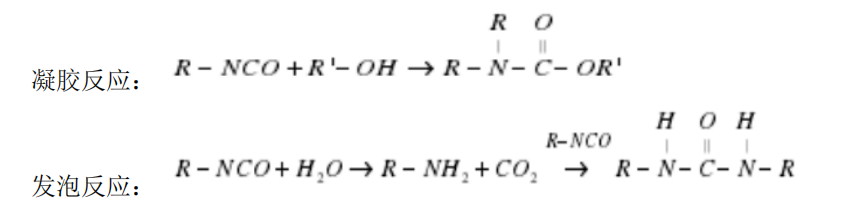 R O
凝胶反应： R − NCO + R'− OH → R − N − C − OR'
H O H
R−NCO
发泡反应： R − NCO + H₂O → R − NH₂ + CO₂ → R − N − C − N − R